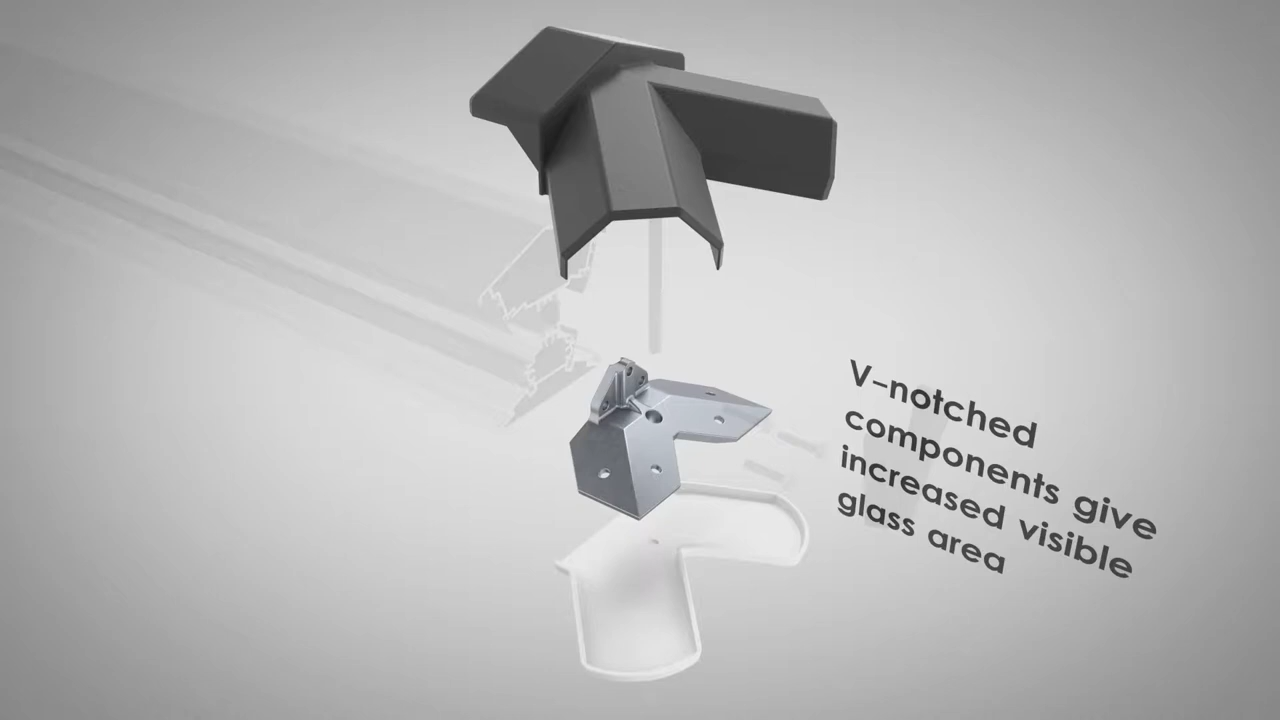 V-notched
components give
increased visible
glass area